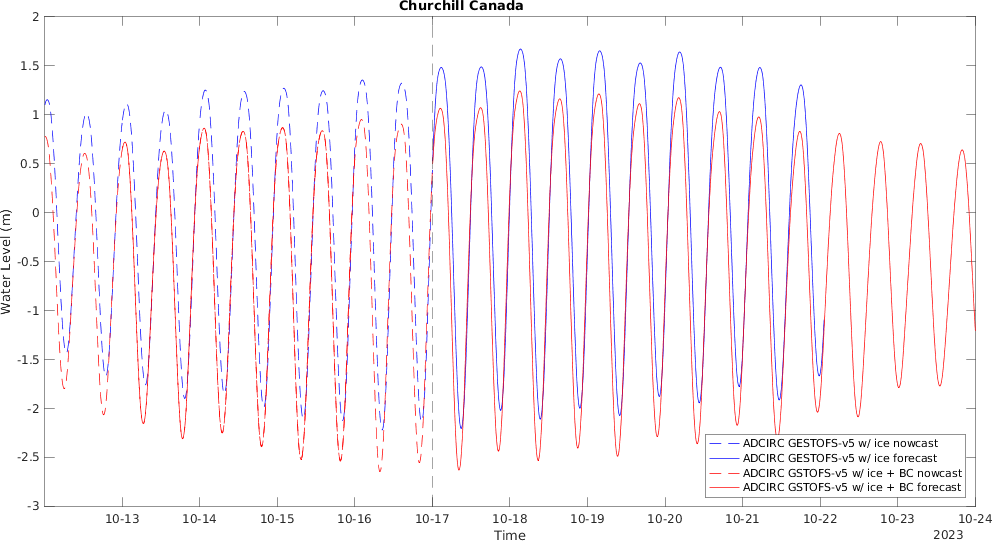 Churchill Canada
2
1.5
1
0.5
0
-0.5
-1
-1.5
-2
-2.5
-3
Water Level (m)
ADCIRC GESTOFS-v5 w/ ice nowcast
ADCIRC GESTOFS-v5 w/ ice forecast
ADCIRC GSTOFS-v5 w/ ice + BC nowcast
ADCIRC GSTOFS-v5 w/ ice + BC forecast
10-13 10-14 10-15 10-16 10-17 10-18 10-19 10-20 10-21 10-22 10-23 10-24
Time
2023